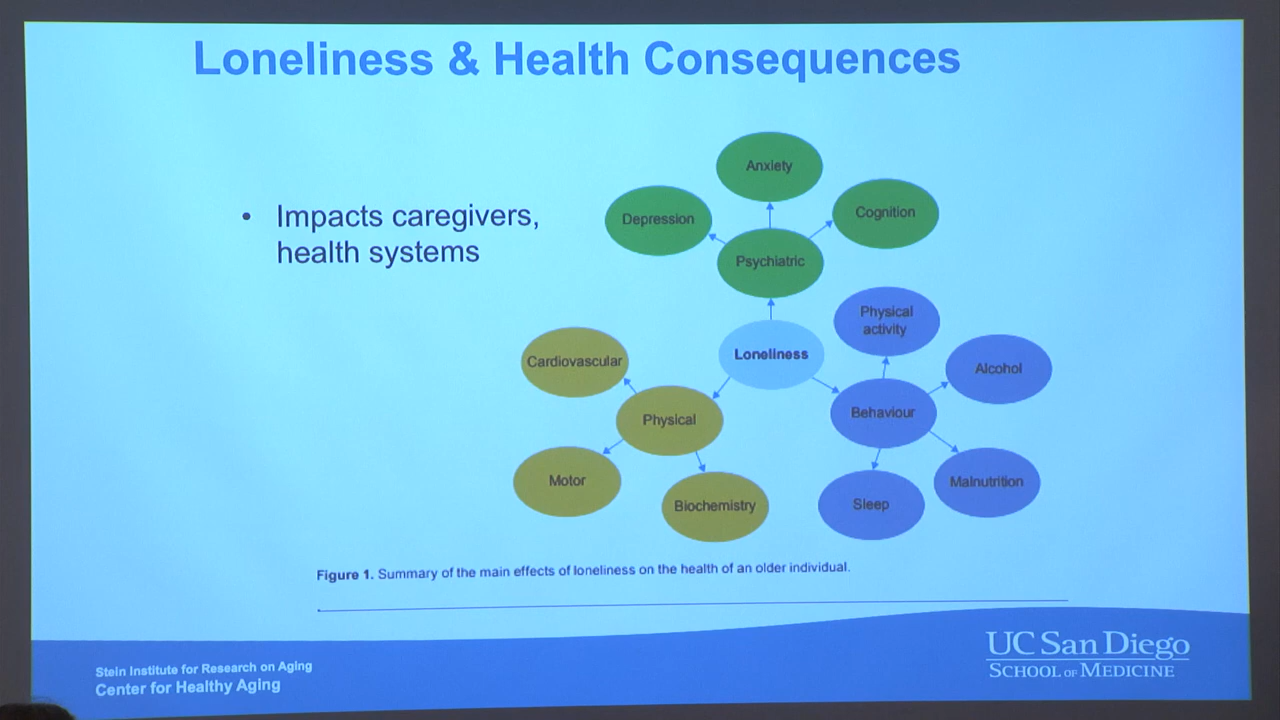 Loneliness & Health Consequences
• Impacts caregivers,
health systems
Anxiety
Depression
Cognition
Psychiatric
Physical
activity
Loneliness
Cardiovascular
Alcohol
Physical
Behaviour
Motor
Malnutrition
Biochemistry
Sleep
Figure 1. Summary of the main effects of loneliness on the health of an older individual.
Stein Institute for Research on Aging
Center for Healthy Aging
UC San Diego
SCHOOL OF MEDICINE